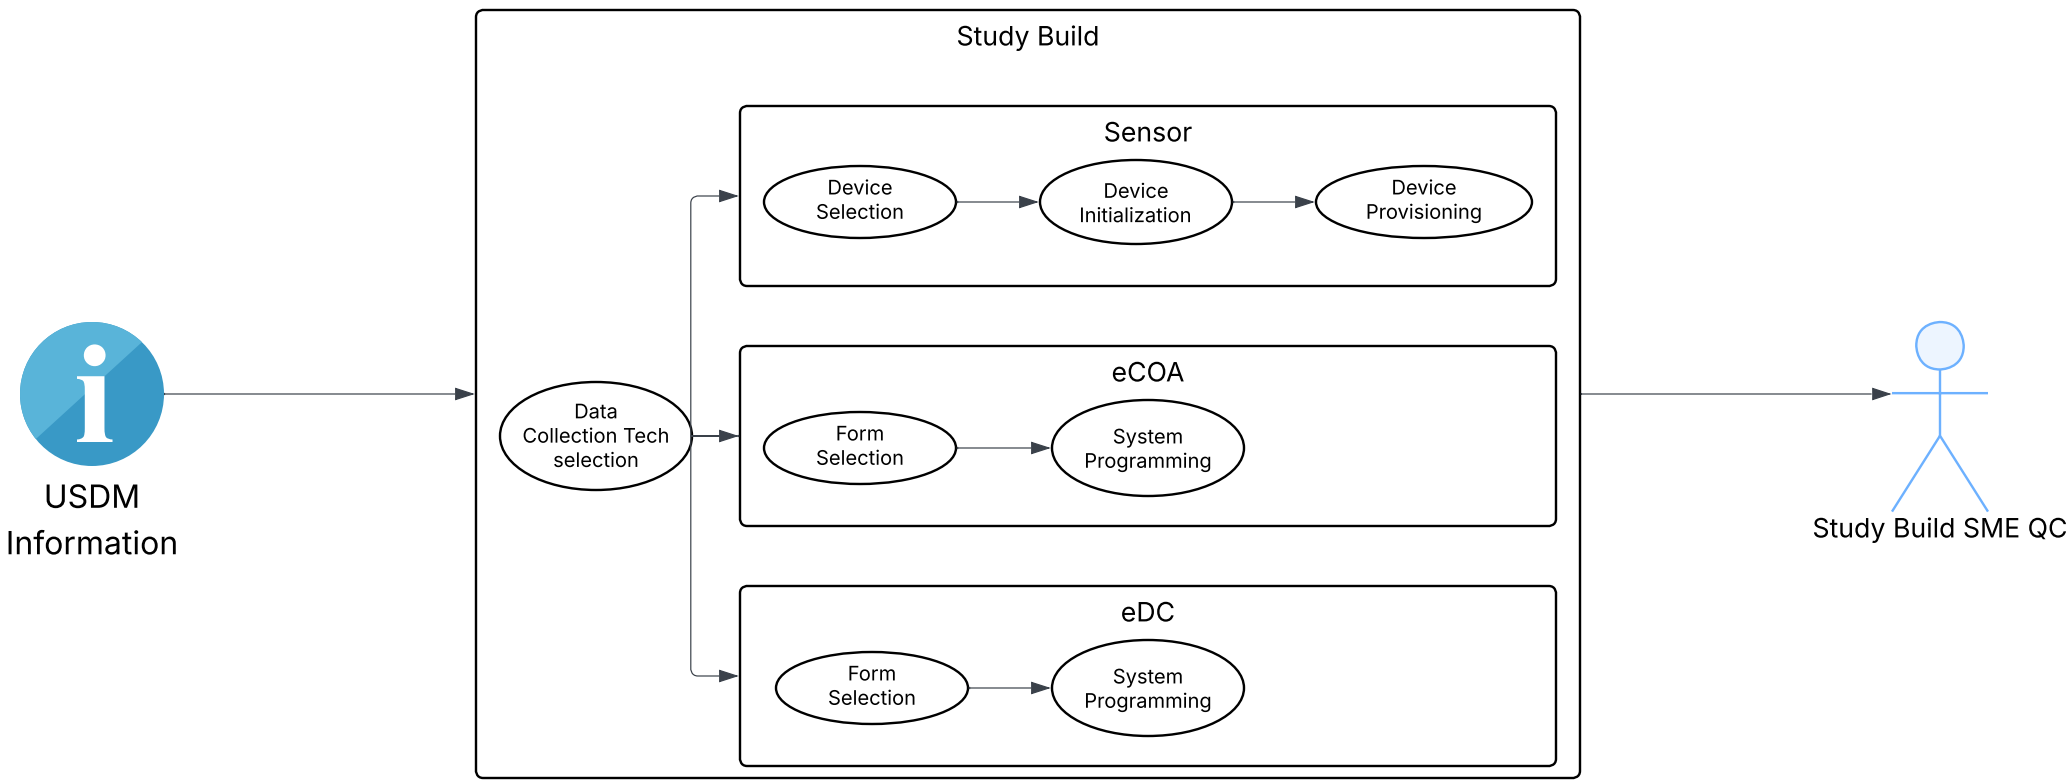 Study Build
Sensor
Device
Selection
Device
Initialization
Device
Provisioning
eCOA
Data
Collection Tech
selection
Form
Selection
System
Programming
USDM
Information
Study Build SME QC
eDC
Form
Selection
System
Programming